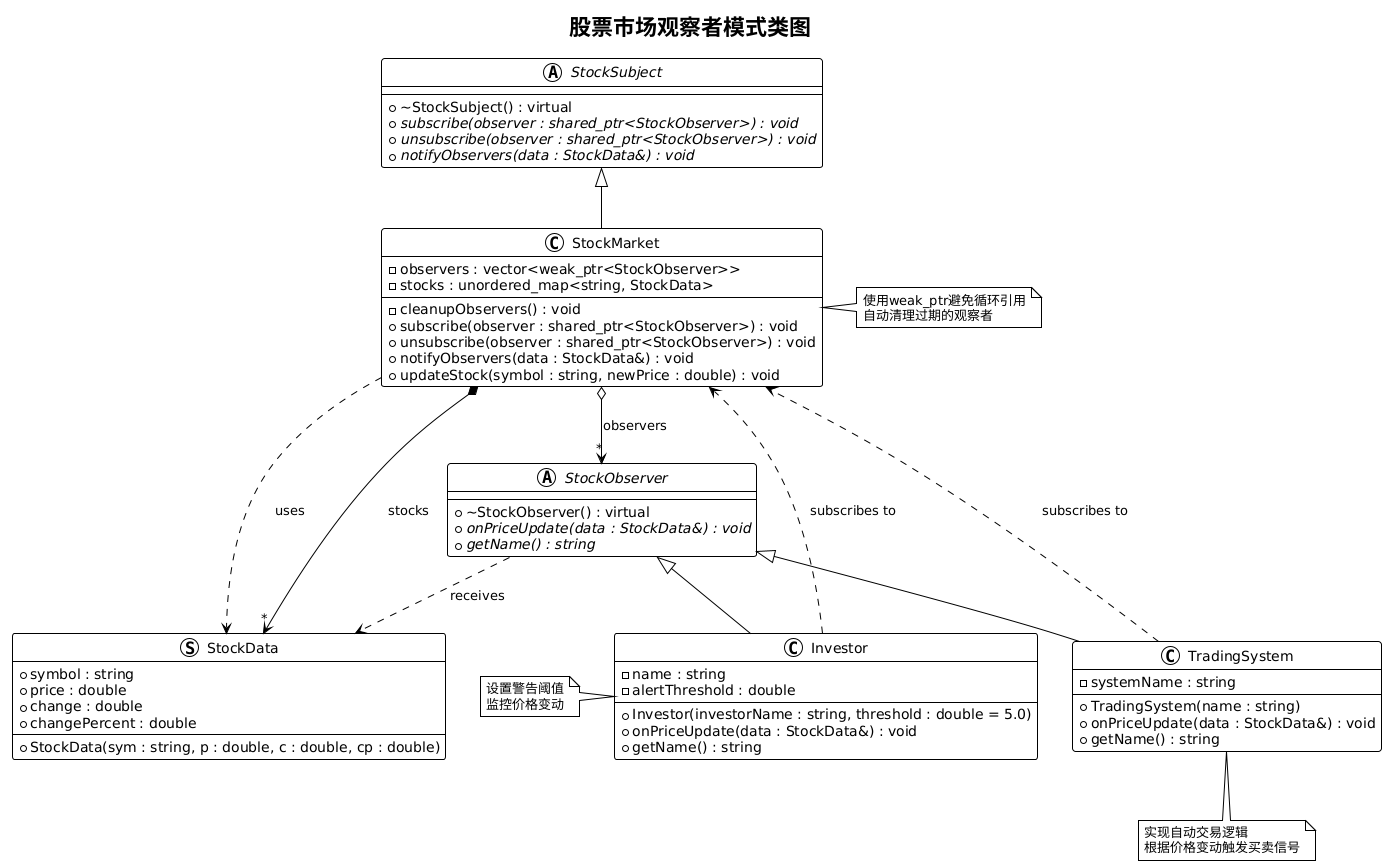 股票市场观察者模式类图
A StockSubject
~StockSubject() : virtual
subscribe(observer : shared_ptr<StockObserver>) : void
unsubscribe(observer : shared_ptr<StockObserver>) : void
notifyObservers(data : StockData&) : void
C StockMarket
observers : vector<weak_ptr<StockObserver>>
stocks : unordered_map<string, StockData>
cleanupObservers() : void
subscribe(observer : shared_ptr<StockObserver>) : void
unsubscribe(observer : shared_ptr<StockObserver>) : void
notifyObservers(data : StockData&) : void
updateStock(symbol : string, newPrice : double) : void
使用weak_ptr避免循环引用
自动清理过期的观察者
observers
*
A StockObserver
~StockObserver() : virtual
onPriceUpdate(data : StockData&) : void
getName() : string
uses
stocks
subscribes to
subscribes to
receives
*
S StockData
symbol : string
price : double
change : double
changePercent : double
StockData(sym : string, p : double, c : double, cp : double)
设置警告阈值
监控价格变动
C Investor
name : string
alertThreshold : double
Investor(investorName : string, threshold : double = 5.0)
onPriceUpdate(data : StockData&) : void
getName() : string
C TradingSystem
systemName : string
TradingSystem(name : string)
onPriceUpdate(data : StockData&) : void
getName() : string
实现自动交易逻辑
根据价格变动触发买卖信号